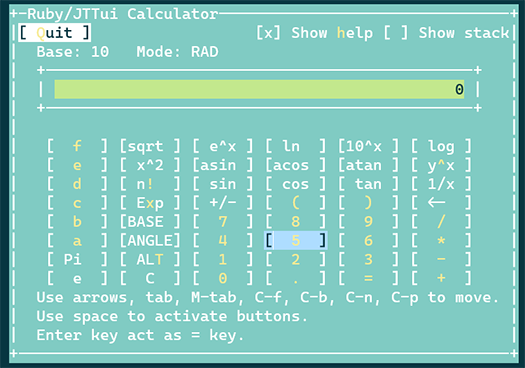 Ruby/JTTui Calculator
[ Quit ] [x] Show help [ ] Show stack
Base: 10 Mode: RAD
0
[ f ] [sqrt ] [ e^x ] [ ln ] [10^x ] [ log ]
[ e ] [ x^2 ] [asin ] [acos ] [atan ] [ y^x ]
[ d ] [ n! ] [ sin ] [ cos ] [ tan ] [ 1/x ]
[ c ] [ Exp ] [ +/- ] [ ( ] [ ) ] [ <- ]
[ b ] [BASE ] [ 7 ] [ 8 ] [ 9 ] [ / ]
[ a ] [ANGLE] [ 4 ] [ 5 ] [ 6 ] [ * ]
[ Pi ] [ ALT ] [ 1 ] [ 2 ] [ 3 ] [ - ]
[ e ] [ C ] [ 0 ] [ . ] [ = ] [ + ]
Use arrows, tab, M-tab, C-f, C-b, C-n, C-p to move.
Use space to activate buttons.
Enter key act as = key.